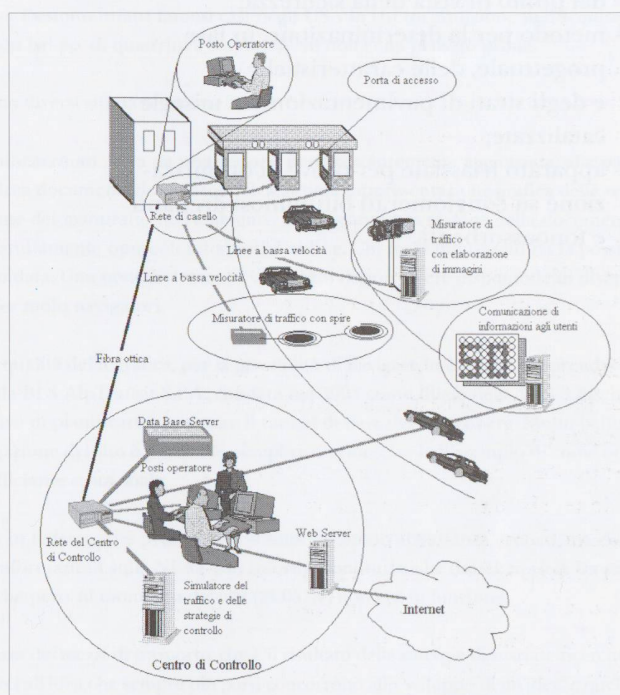 Posto Operatore
Porta di accesso
Rete di casello
Misuratore di
traffico
con elaborazione
di immagini
Linee a bassa velocità
Linee a bassa velocità
Misuratore di traffico con spire
Comunicazione di
informazioni agli utenti
50
Fibra ottica
Data Base Server
Posti operatore
Rete del Centro
di Controllo
Web Server
Simulatore del
traffico e delle
strategie di
controllo
Internet
Centro di Controllo